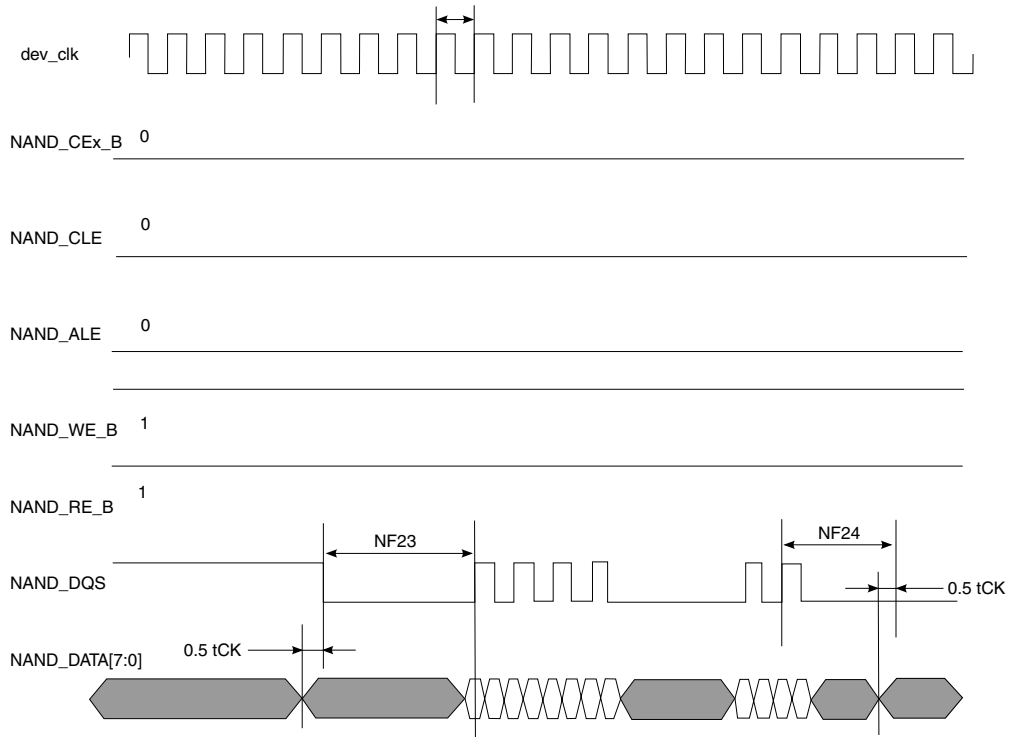 dev_clk
NAND_CEx_B 0
NAND_CLE 0
NAND_ALE 0
NAND_WE_B 1
NAND_RE_B 1
NF23
NF24
NAND_DQS
0.5 tCK
NAND_DATA[7:0]
0.5 tCK